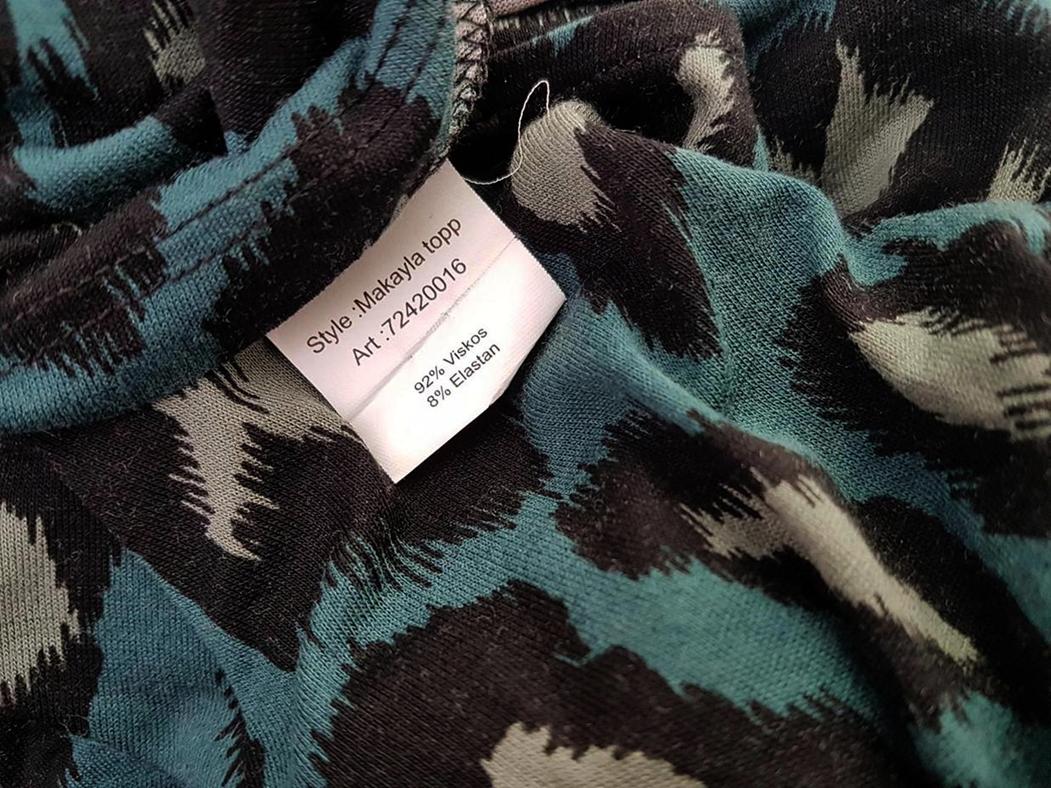 Style :Makayla topp
Art :72420016
92% Viskos
8% Elastan